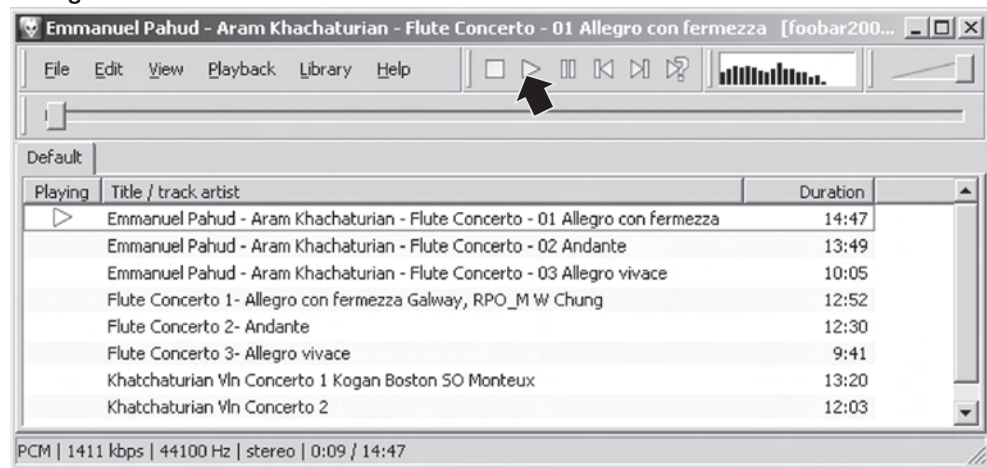 Emmanuel Pahud - Aram Khachaturian - Flute Concerto - 01 Allegro con fermezza [foobar200...
File Edit View Playback Library Help
Default
Playing Title / track artist Duration
Emmanuel Pahud - Aram Khachaturian - Flute Concerto - 01 Allegro con fermezza 14:47
Emmanuel Pahud - Aram Khachaturian - Flute Concerto - 02 Andante 13:49
Emmanuel Pahud - Aram Khachaturian - Flute Concerto - 03 Allegro vivace 10:05
Flute Concerto 1- Allegro con fermezza Galway, RPO_M W Chung 12:52
Flute Concerto 2- Andante 12:30
Flute Concerto 3- Allegro vivace 9:41
Khatchaturian Vln Concerto 1 Kogan Boston SO Monteux 13:20
Khatchaturian Vln Concerto 2 12:03
PCM | 1411 kbps | 44100 Hz | stereo | 0:09 / 14:47